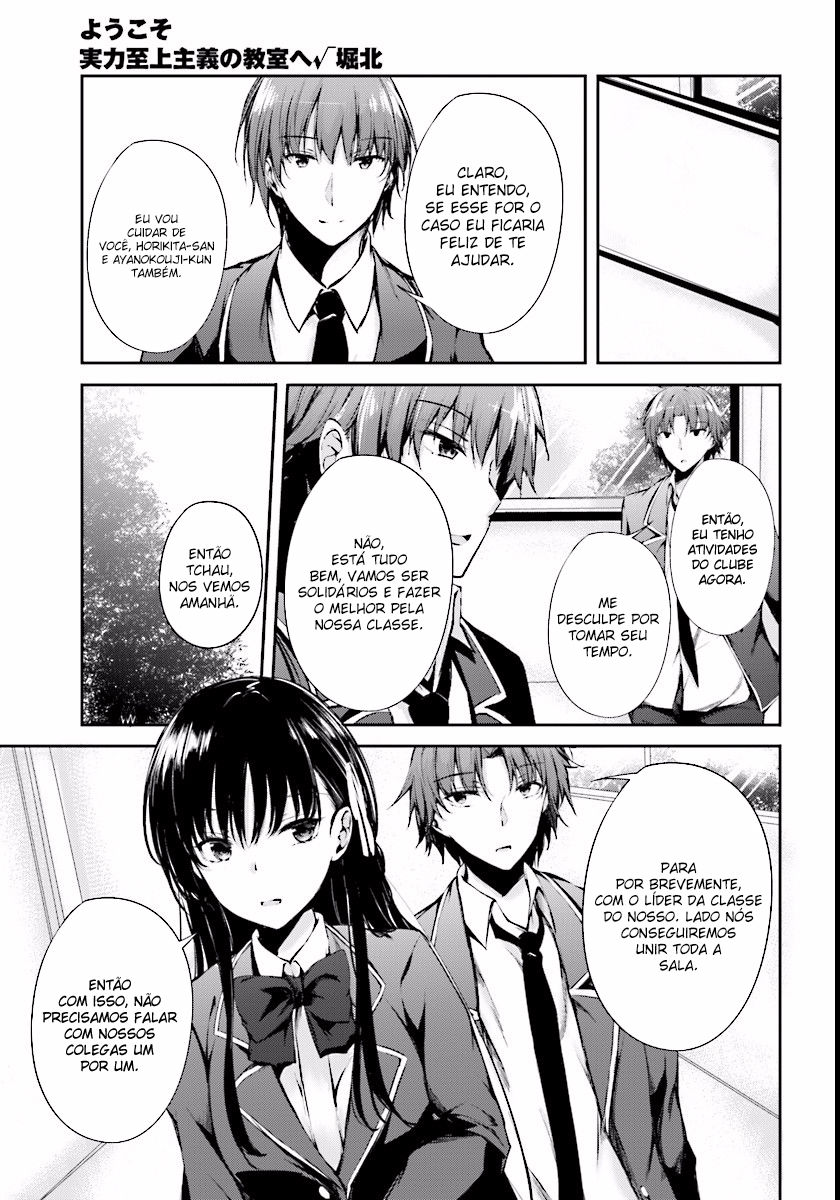 ようこそ
実力至上主義の教室へ√堀北
CLARO,
EU ENTENDO,
SE ESSE FOR O
CASO EU FICARIA
FELIZ DE TE
AJUDAR.
EU VOU
CUIDAR DE
VOCÊ, HORIKITA-SAN
E AYANOKOUJI-KUN
TAMBÉM.
ENTÃO,
EU TENHO
ATIVIDADES
DO CLUBE
AGORA.
ME
DESCULPE POR
TOMAR SEU
TEMPO.
NÃO,
ESTÁ TUDO
BEM, VAMOS SER
SOLIDÁRIOS E FAZER
O MELHOR PELA
NOSSA CLASSE.
ENTÃO
TCHAU,
NOS VEMOS
AMANHÃ.
PARA
POR BREVEMENTE,
COM O LÍDER DA CLASSE
DO NOSSO. LADO NÓS
CONSEGUIREMOS
UNIR TODA A
SALA.
ENTÃO
COM ISSO, NÃO
PRECISAMOS FALAR
COM NOSSOS
COLEGAS UM
POR UM.